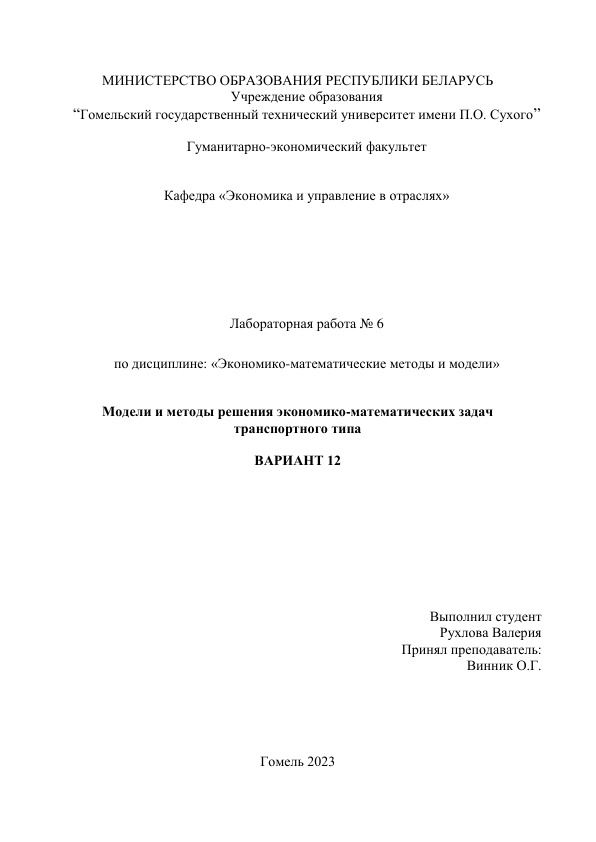 МИНИСТЕРСТВО ОБРАЗОВАНИЯ РЕСПУБЛИКИ БЕЛАРУСЬ
Учреждение образования
“Гомельский государственный технический университет имени П.О. Сухого”
Гуманитарно-экономический факультет
Кафедра «Экономика и управление в отраслях»
Лабораторная работа № 6
по дисциплине: «Экономико-математические методы и модели»
Модели и методы решения экономико-математических задач
транспортного типа
ВАРИАНТ 12
Выполнил студент
Рухлова Валерия
Принял преподаватель:
Винник О.Г.
Гомель 2023